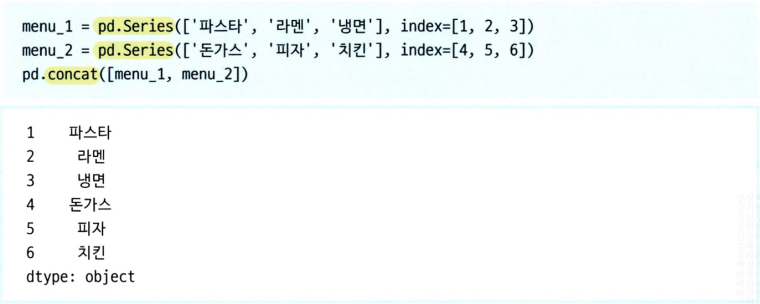 menu_1 = pd.Series(['파스타', '라멘', '냉면'], index=[1, 2, 3])
menu_2 = pd.Series(['돈가스', '피자', '치킨'], index=[4, 5, 6])
pd.concat([menu_1, menu_2])
1 파스타
2 라멘
3 냉면
4 돈가스
5 피자
6 치킨
dtype: object